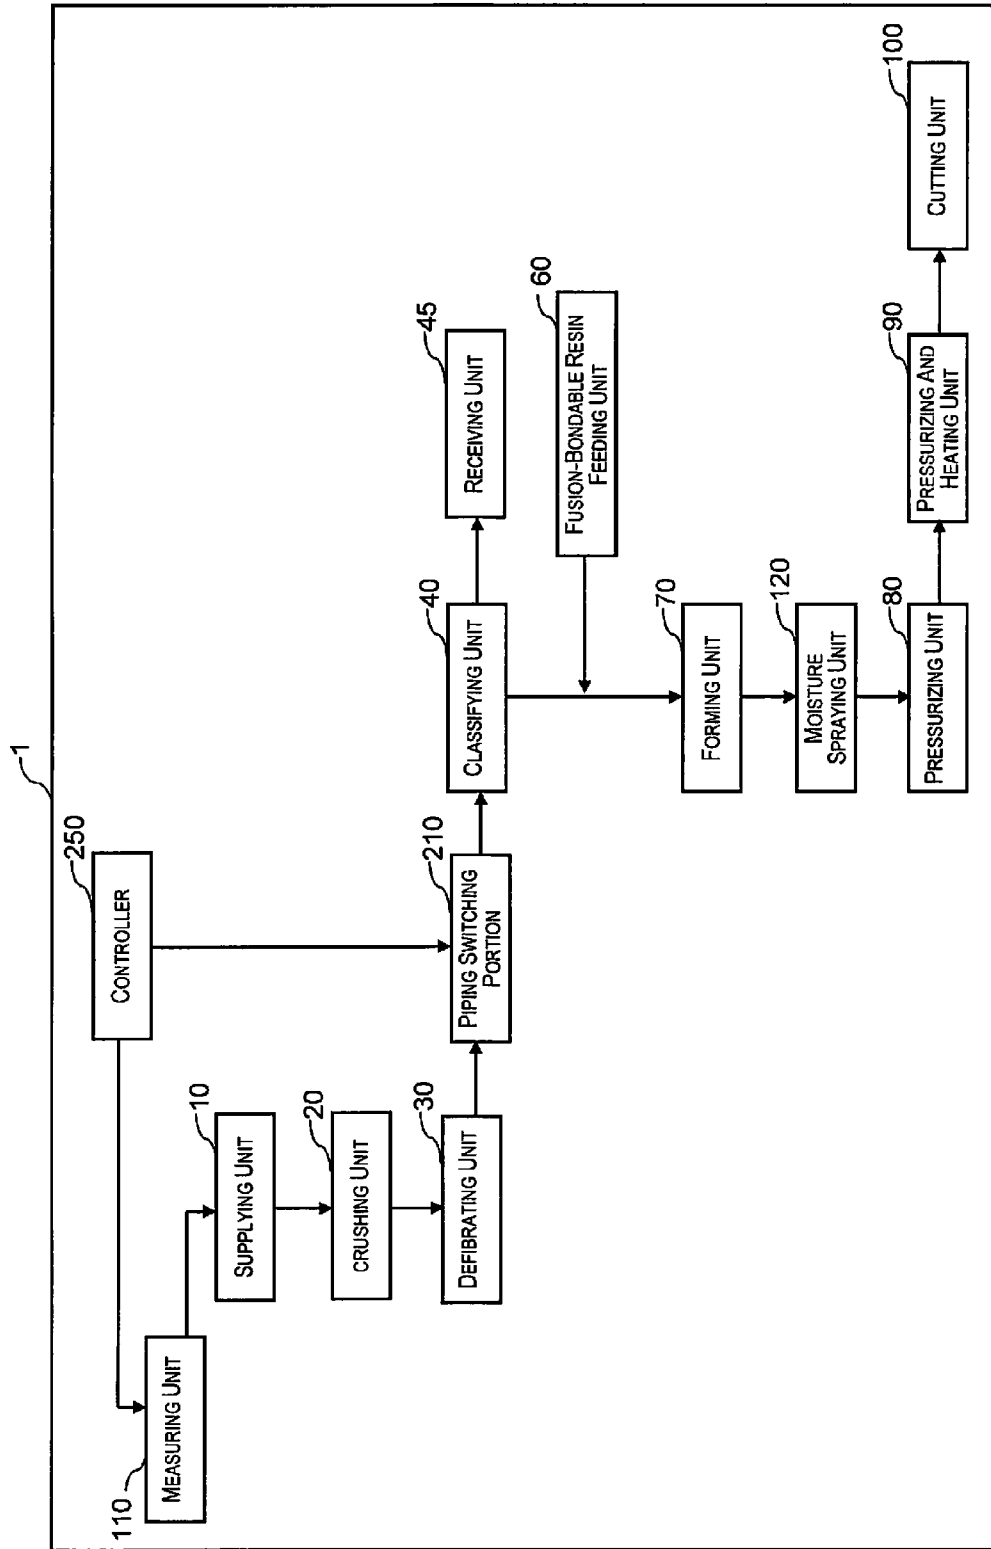 1
250
CONTROLLER
110
MEASURING UNIT
10
SUPPLYING UNIT
20
CRUSHING UNIT
30
DEFIBRATING UNIT
210
PIPING SWITCHING
PORTION
40
CLASSIFYING UNIT
45
RECEIVING UNIT
60
FUSION-BONDABLE RESIN
FEEDING UNIT
70
FORMING UNIT
120
MOISTURE
SPRAYING UNIT
80
PRESSURIZING UNIT
90
PRESSURIZING AND
HEATING UNIT
100
CUTTING UNIT